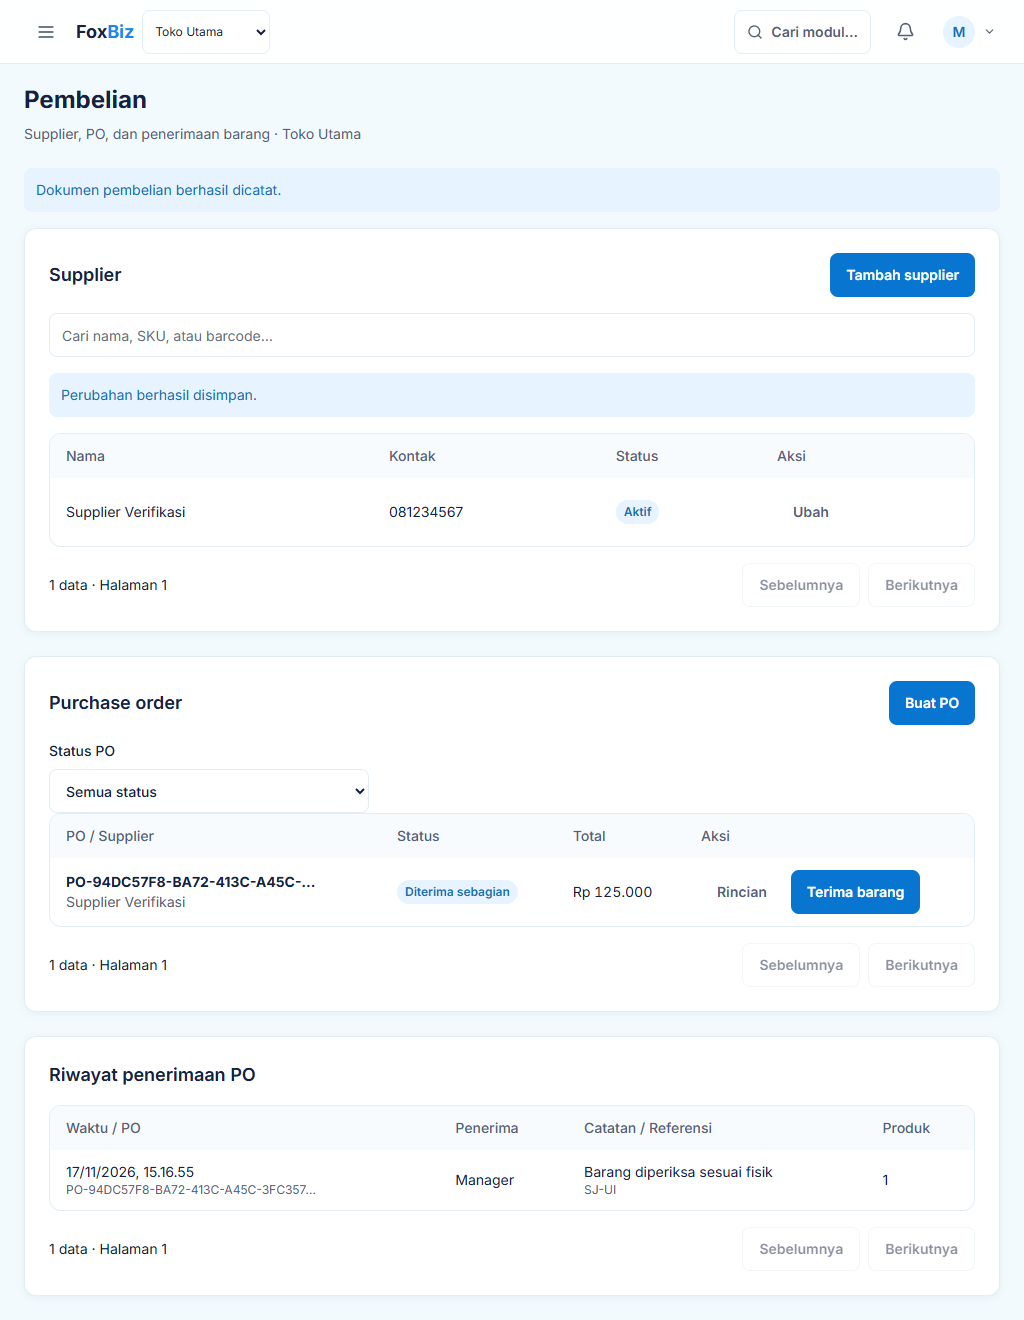 FoxBiz
Toko Utama
Cari modul...
M
Pembelian
Supplier, PO, dan penerimaan barang · Toko Utama
Dokumen pembelian berhasil dicatat.
Supplier
Tambah supplier
Cari nama, SKU, atau barcode...
Perubahan berhasil disimpan.
Nama Kontak Status Aksi
Supplier Verifikasi 081234567 Aktif Ubah
1 data · Halaman 1
Sebelumnya Berikutnya
Purchase order
Buat PO
Status PO
Semua status
PO / Supplier Status Total Aksi
PO-94DC57F8-BA72-413C-A45C-...
Supplier Verifikasi
Diterima sebagian Rp 125.000 Rincian Terima barang
1 data · Halaman 1
Sebelumnya Berikutnya
Riwayat penerimaan PO
Waktu / PO Penerima Catatan / Referensi Produk
17/11/2026, 15.16.55
PO-94DC57F8-BA72-413C-A45C-3FC357...
Manager
Barang diperiksa sesuai fisik
SJ-UI
1
1 data · Halaman 1
Sebelumnya Berikutnya